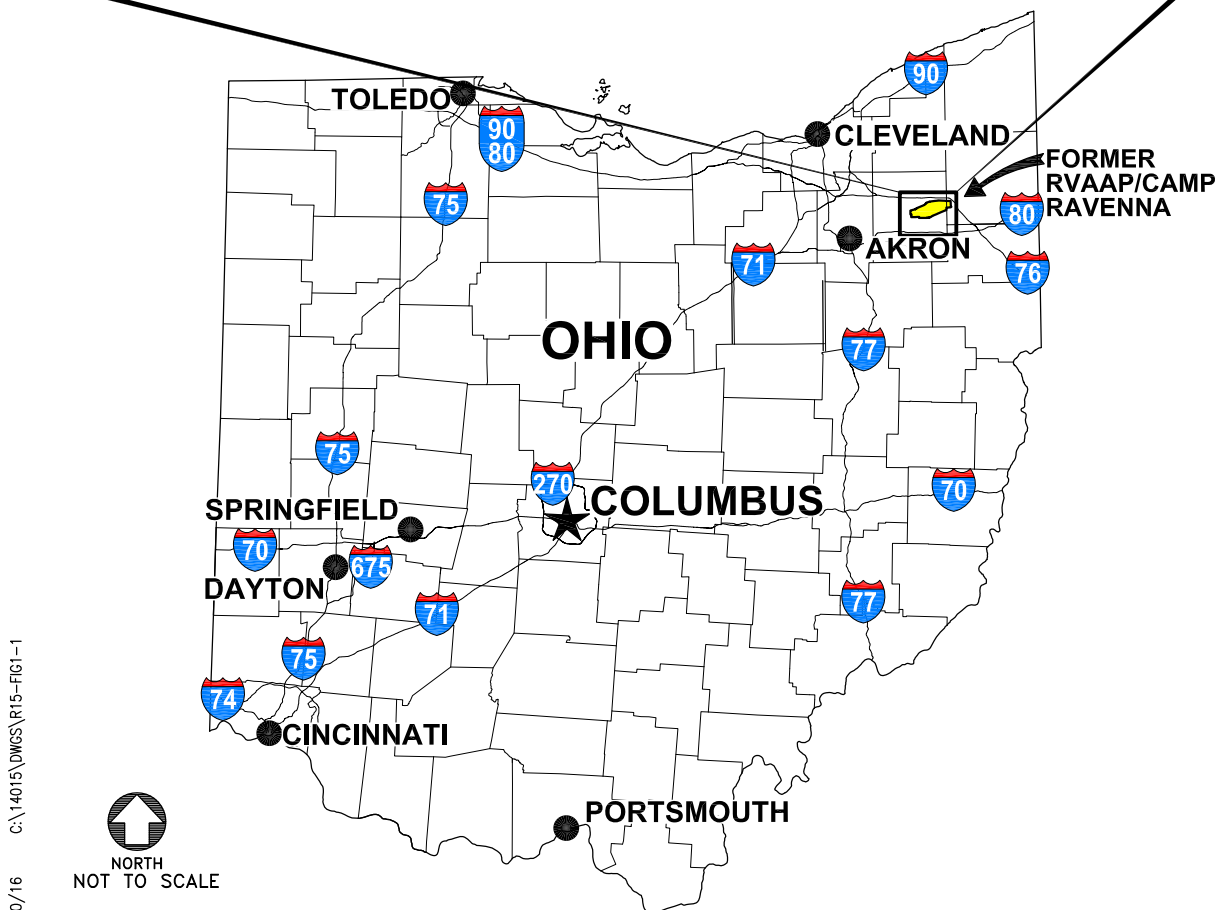 90
TOLEDO
90
80
CLEVELAND
FORMER
RVAAP/CAMP
RAVENNA
75
80
AKRON
71
76
OHIO
77
75
270
COLUMBUS
70
SPRINGFIELD
70
675
DAYTON
71
77
75
74
CINCINNATI
PORTSMOUTH
NORTH
NOT TO SCALE
C:\14015\DWGS\R15-FIG1-1
0/16